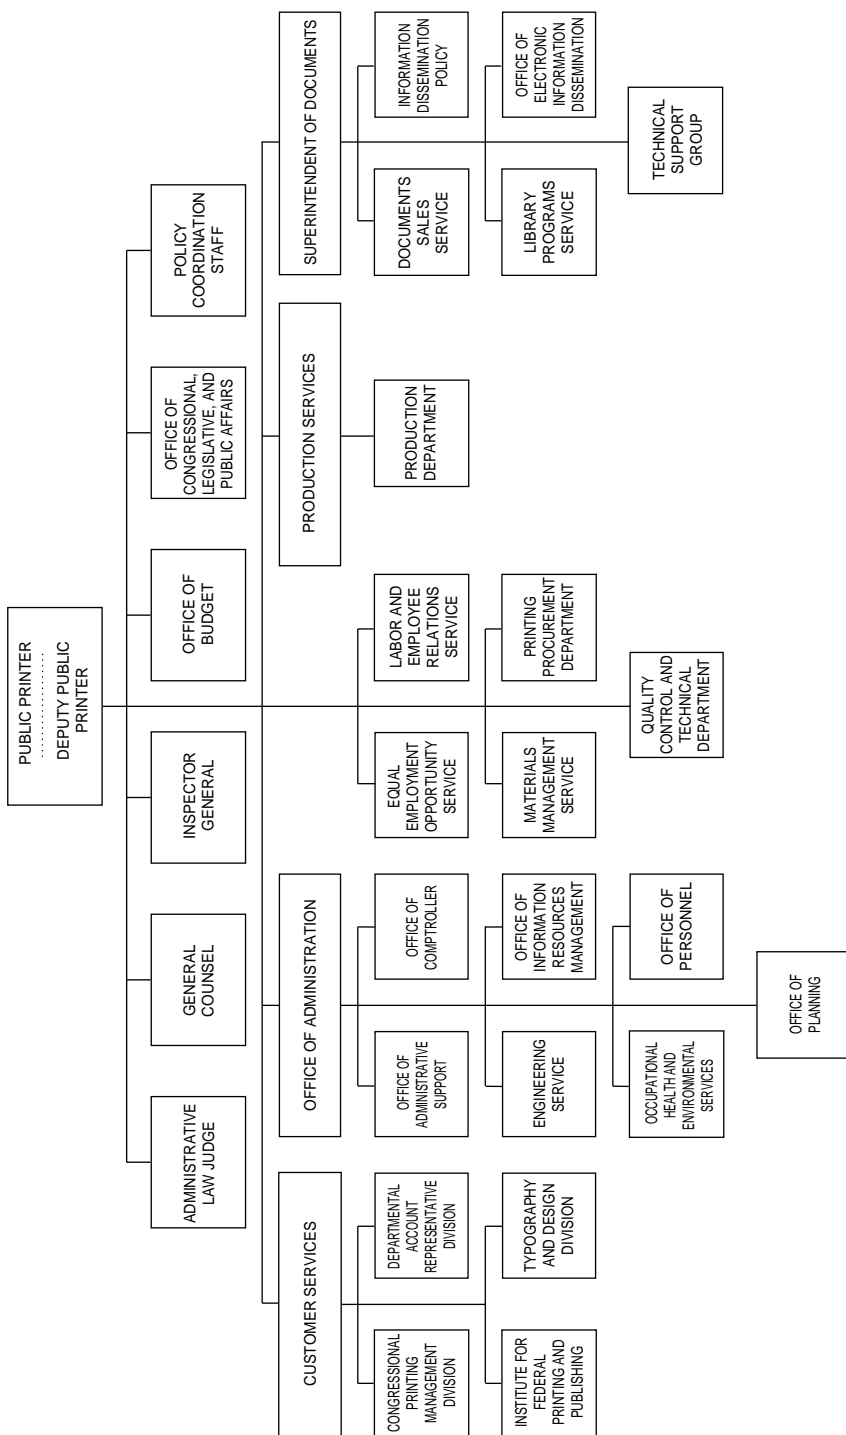 PUBLIC PRINTER
....................
DEPUTY PUBLIC
PRINTER
ADMINISTRATIVE
LAW JUDGE
GENERAL
COUNSEL
INSPECTOR
GENERAL
OFFICE OF
BUDGET
OFFICE OF
CONGRESSIONAL,
LEGISLATIVE, AND
PUBLIC AFFAIRS
POLICY
COORDINATION
STAFF
CUSTOMER SERVICES
OFFICE OF ADMINISTRATION
PRODUCTION SERVICES
SUPERINTENDENT OF DOCUMENTS
CONGRESSIONAL
PRINTING
MANAGEMENT
DIVISION
DEPARTMENTAL
ACCOUNT
REPRESENTATIVE
DIVISION
OFFICE OF
ADMINISTRATIVE
SUPPORT
OFFICE OF
COMPTROLLER
EQUAL
EMPLOYMENT
OPPORTUNITY
SERVICE
LABOR AND
EMPLOYEE
RELATIONS
SERVICE
PRODUCTION
DEPARTMENT
DOCUMENTS
SALES
SERVICE
INFORMATION
DISSEMINATION
POLICY
INSTITUTE FOR
FEDERAL
PRINTING AND
PUBLISHING
TYPOGRAPHY
AND DESIGN
DIVISION
ENGINEERING
SERVICE
OFFICE OF
INFORMATION
RESOURCES
MANAGEMENT
MATERIALS
MANAGEMENT
SERVICE
PRINTING
PROCUREMENT
DEPARTMENT
LIBRARY
PROGRAMS
SERVICE
OFFICE OF
ELECTRONIC
INFORMATION
DISSEMINATION
OCCUPATIONAL
HEALTH AND
ENVIRONMENTAL
SERVICES
OFFICE OF
PERSONNEL
QUALITY
CONTROL AND
TECHNICAL
DEPARTMENT
TECHNICAL
SUPPORT
GROUP
OFFICE OF
PLANNING